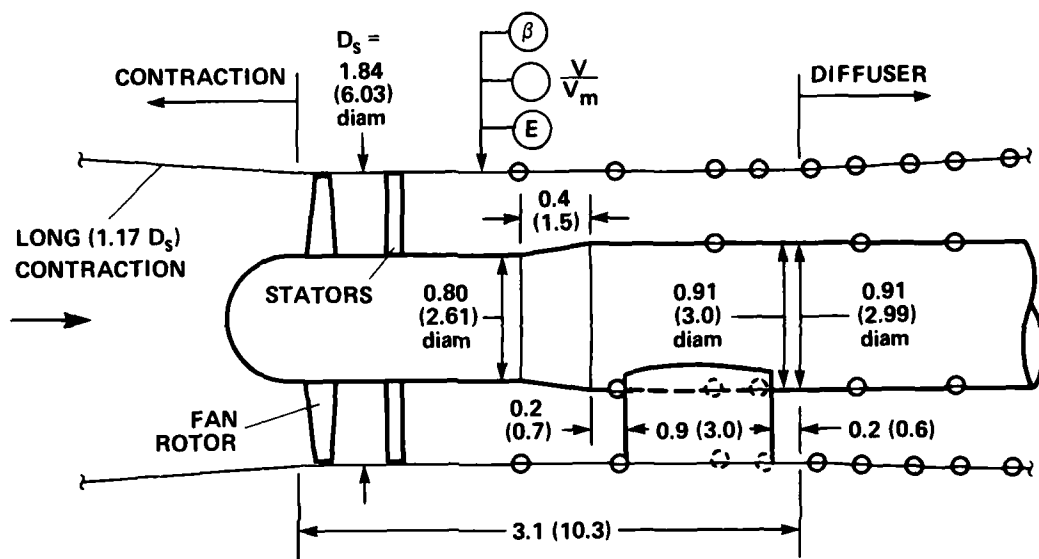 D_s =
1.84
(6.03)
diam
CONTRACTION
β
V
V_m
E
DIFFUSER
LONG (1.17 D_s)
CONTRACTION
0.4
(1.5)
STATORS
0.80
(2.61)
diam
0.91
(3.0)
diam
0.91
(2.99)
diam
FAN
ROTOR
0.2
(0.7)
0.9 (3.0)
0.2 (0.6)
3.1 (10.3)